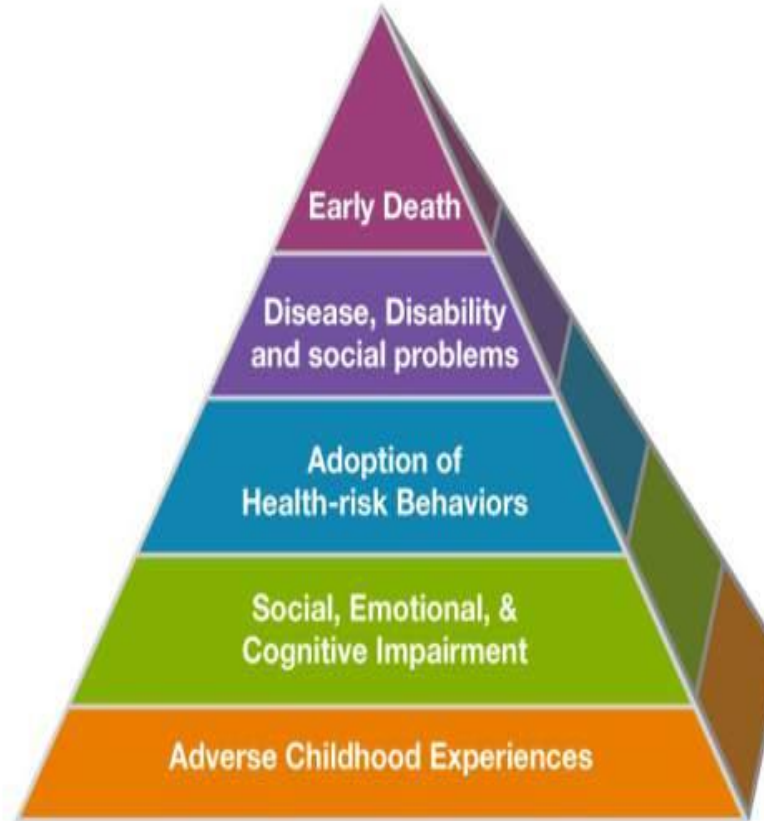 Early Death
Disease, Disability
and social problems
Adoption of
Health-risk Behaviors
Social, Emotional, &
Cognitive Impairment
Adverse Childhood Experiences